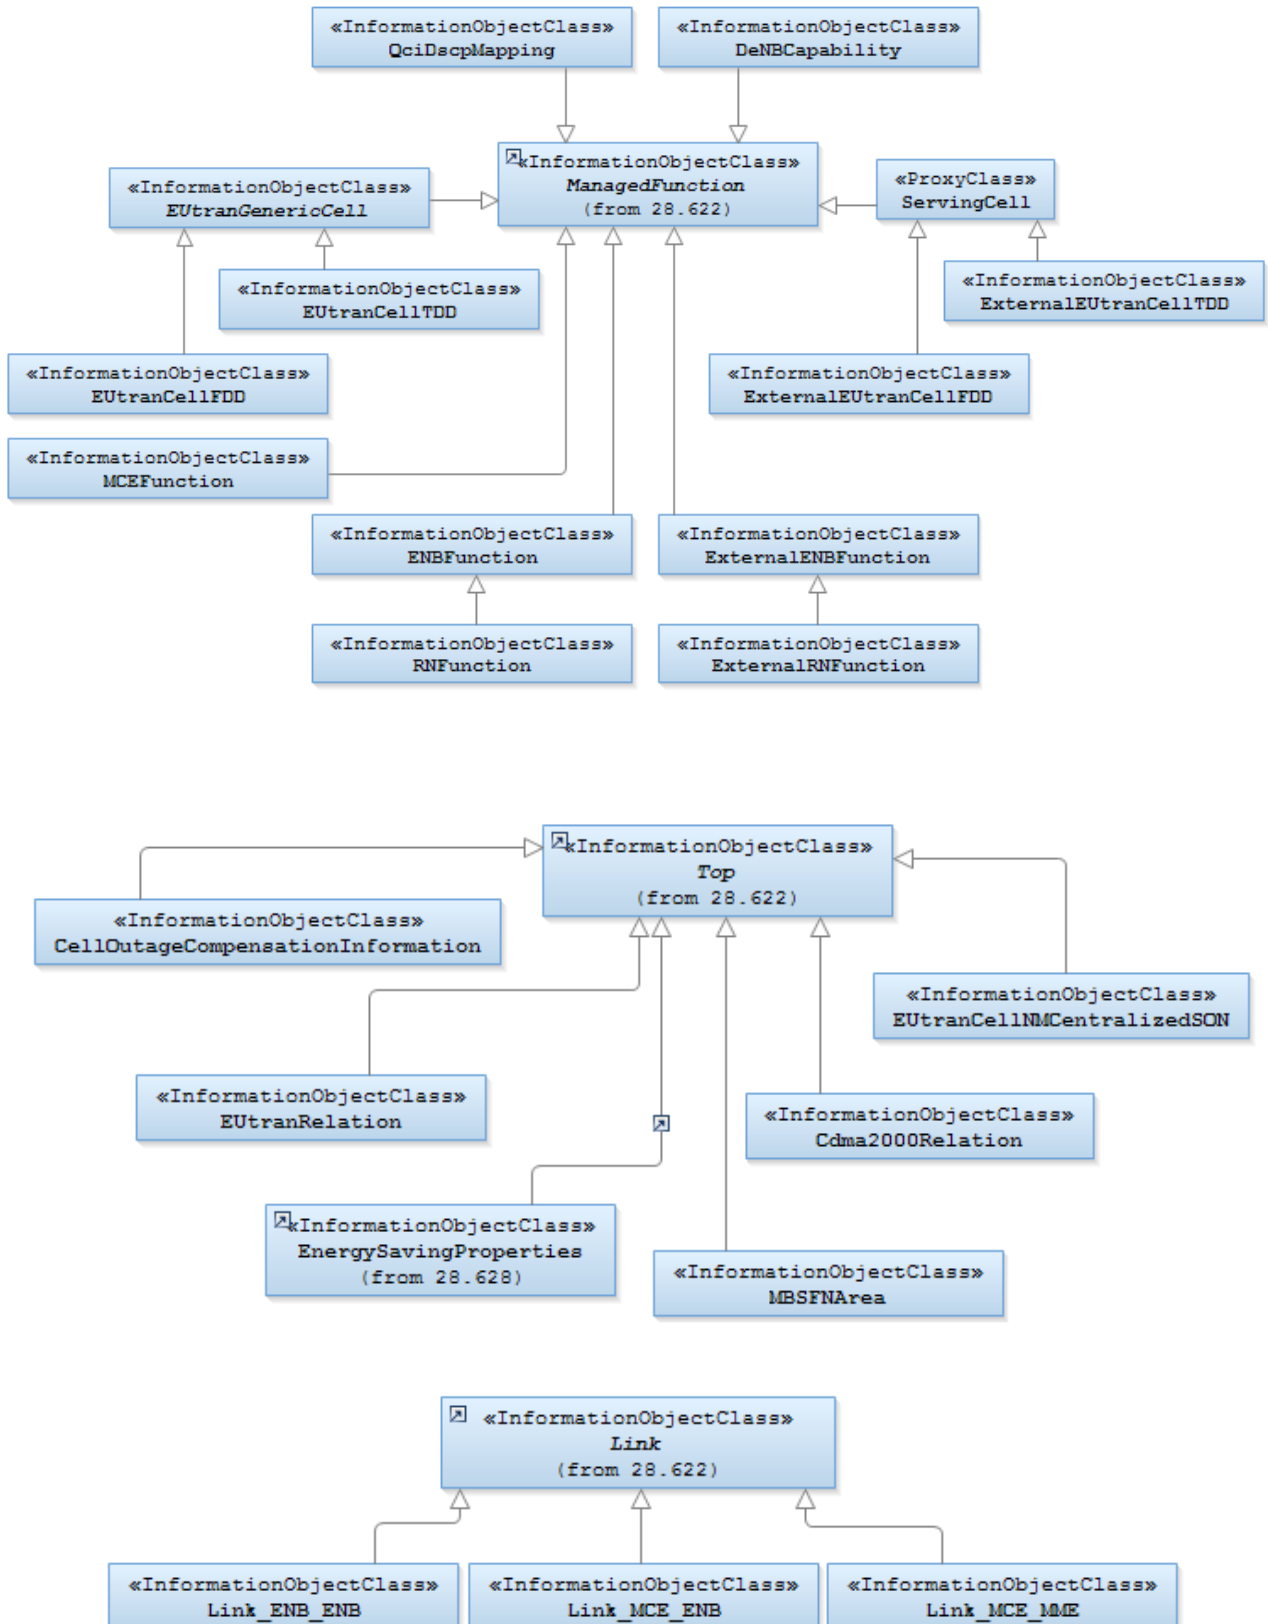 «InformationObjectClass»
QciDscpMapping
«InformationObjectClass»
DeNBCapability
«InformationObjectClass»
ManagedFunction
(from 28.622)
«InformationObjectClass»
EUtranGenericCell
«ProxyClass»
ServingCell
«InformationObjectClass»
EUtranCellTDD
«InformationObjectClass»
ExternalEUtranCellTDD
«InformationObjectClass»
EUtranCellFDD
«InformationObjectClass»
ExternalEUtranCellFDD
«InformationObjectClass»
MCEFunction
«InformationObjectClass»
ENBFunction
«InformationObjectClass»
ExternalENBFunction
«InformationObjectClass»
RNFunction
«InformationObjectClass»
ExternalRNFunction
«InformationObjectClass»
Top
(from 28.622)
«InformationObjectClass»
CellOutageCompensationInformation
«InformationObjectClass»
EUtranCellNMCentralizedSON
«InformationObjectClass»
EUtranRelation
«InformationObjectClass»
Cdma2000Relation
«InformationObjectClass»
EnergySavingProperties
(from 28.628)
«InformationObjectClass»
MBSFNArea
«InformationObjectClass»
Link
(from 28.622)
«InformationObjectClass»
Link_ENB_ENB
«InformationObjectClass»
Link_MCE_ENB
«InformationObjectClass»
Link_MCE_MME